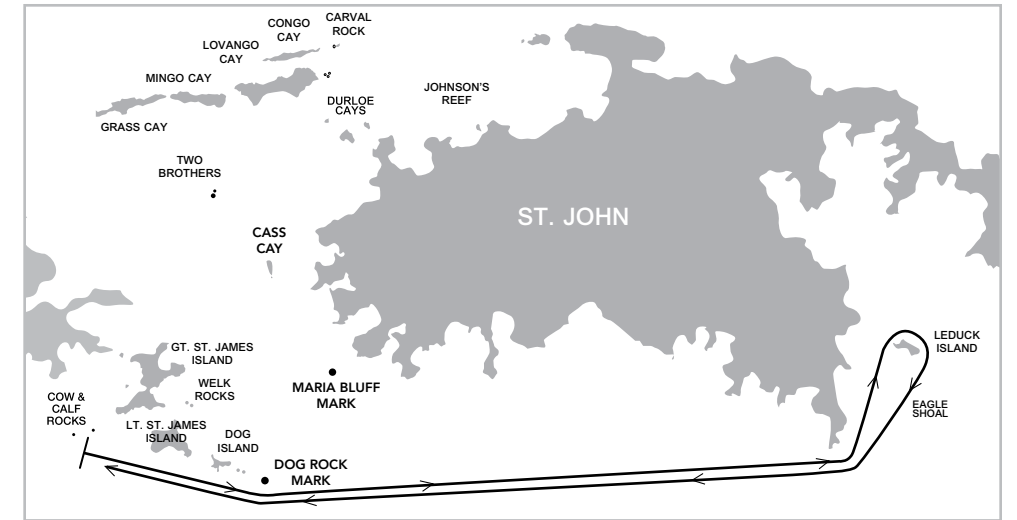 CONGO
CAY
CARVAL
ROCK
LOVANGO
CAY
MINGO CAY
GRASS CAY
DURLOE
CAYS
JOHNSON'S
REEF
TWO
BROTHERS
ST. JOHN
CASS
CAY
LEDUCK
ISLAND
GT. ST. JAMES
ISLAND
WELK
ROCKS
MARIA BLUFF
MARK
COW &
CALF
ROCKS
EAGLE
SHOAL
LT. ST. JAMES
ISLAND
DOG
ISLAND
DOG ROCK
MARK